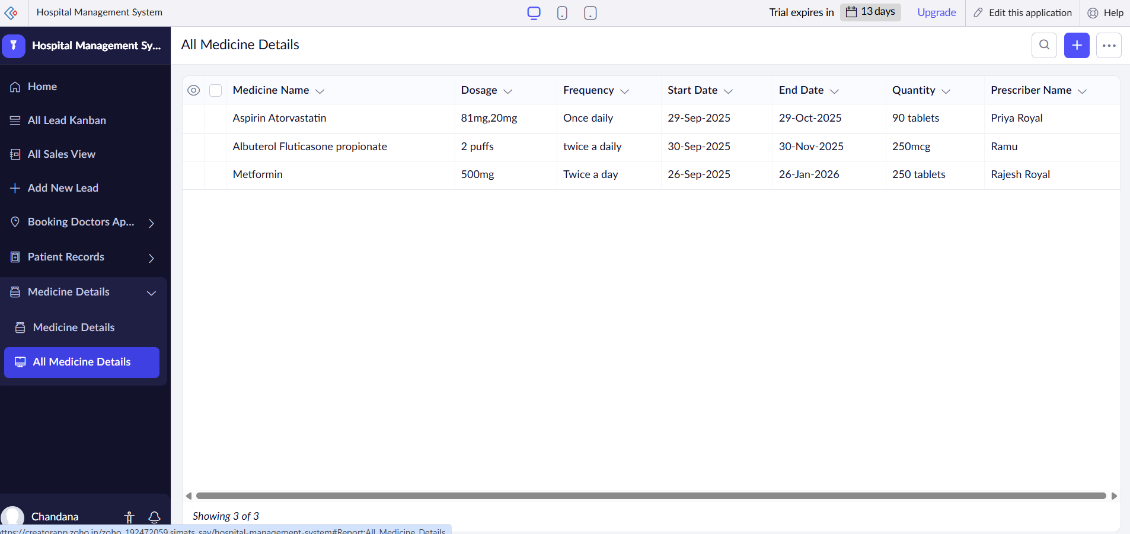 Hospital Management System
Trial expires in 13 days Upgrade Edit this application Help
Hospital Management Sy...
All Medicine Details
Home
All Lead Kanban
All Sales View
Add New Lead
Booking Doctors Ap...
Patient Records
Medicine Details
Medicine Details
All Medicine Details
Medicine Name Dosage Frequency Start Date End Date Quantity Prescriber Name
Aspirin Atorvastatin 81mg,20mg Once daily 29-Sep-2025 29-Oct-2025 90 tablets Priya Royal
Albuterol Fluticasone propionate 2 puffs twice a daily 30-Sep-2025 30-Nov-2025 250mcg Ramu
Metformin 500mg Twice a day 26-Sep-2025 26-Jan-2026 250 tablets Rajesh Royal
Showing 3 of 3
Chandana